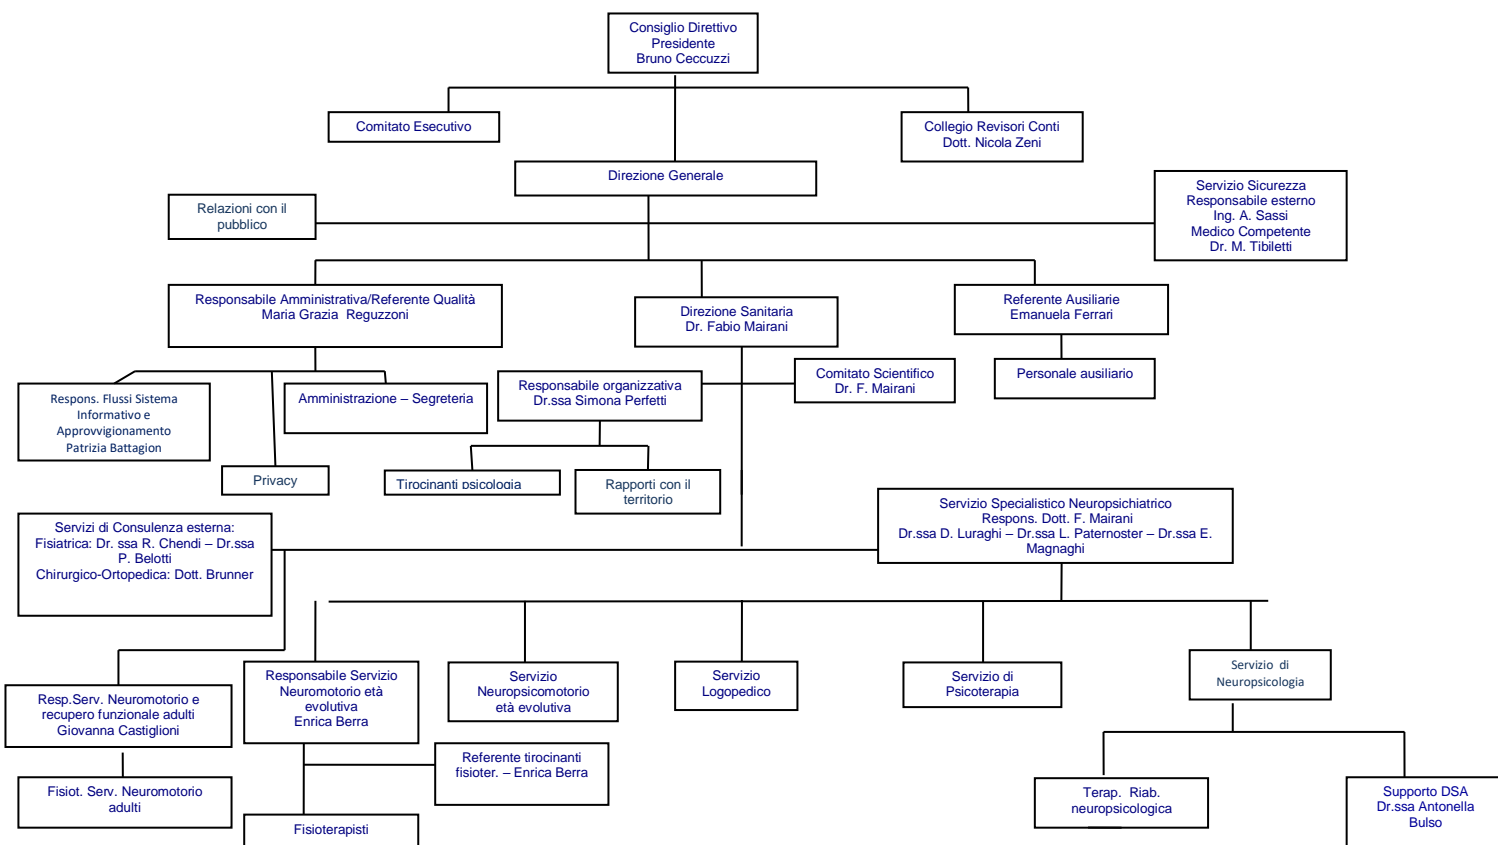 Consiglio Direttivo
Presidente
Bruno Ceccuzzi
Comitato Esecutivo
Collegio Revisori Conti
Dott. Nicola Zeni
Direzione Generale
Relazioni con il
pubblico
Servizio Sicurezza
Responsabile esterno
Ing. A. Sassi
Medico Competente
Dr. M. Tibiletti
Responsabile Amministrativa/Referente Qualità
Maria Grazia Reguzzoni
Direzione Sanitaria
Dr. Fabio Mairani
Referente Ausiliarie
Emanuela Ferrari
Respons. Flussi Sistema
Informativo e
Approvvigionamento
Patrizia Battagion
Privacy
Amministrazione – Segreteria
Responsabile organizzativa
Dr.ssa Simona Perfetti
Comitato Scientifico
Dr. F. Mairani
Personale ausiliario
Tirocinanti psicologia
Rapporti con il
territorio
Servizi di Consulenza esterna:
Fisiatrica: Dr. ssa R. Chendi – Dr.ssa
P. Belotti
Chirurgico-Ortopedica: Dott. Brunner
Servizio Specialistico Neuropsichiatrico
Respons. Dott. F. Mairani
Dr.ssa D. Luraghi – Dr.ssa L. Paternoster – Dr.ssa E.
Magnaghi
Resp.Serv. Neuromotorio e
recupero funzionale adulti
Giovanna Castiglioni
Responsabile Servizio
Neuromotorio età
evolutiva
Enrica Berra
Servizio
Neuropsicomotorio
età evolutiva
Servizio
Logopedico
Servizio di
Psicoterapia
Servizio di
Neuropsicologia
Fisiot. Serv. Neuromotorio
adulti
Referente tirocinanti
fisioter. – Enrica Berra
Fisioterapisti
Terap. Riab.
neuropsicologica
Supporto DSA
Dr.ssa Antonella
Bulso